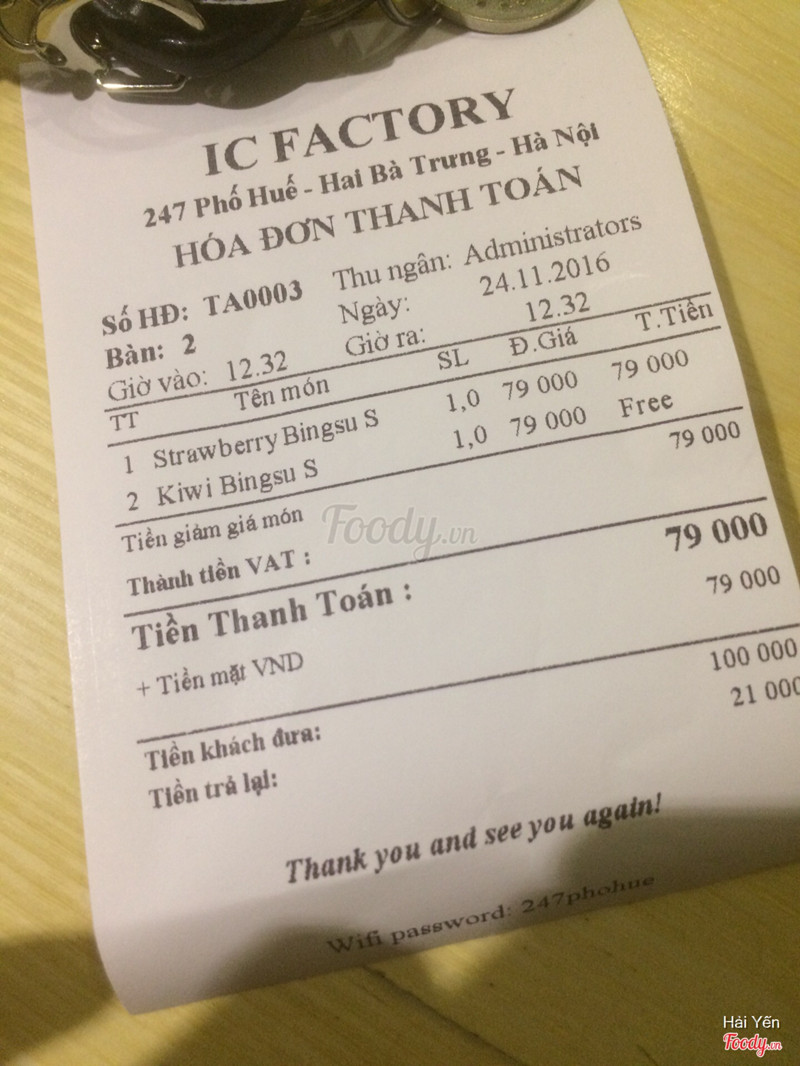 IC FACTORY
247 Phố Huế - Hai Bà Trưng - Hà Nội
HÓA ĐƠN THANH TOÁN
Số HĐ: TA0003 Thu ngân: Administrators
Bàn: 2 Ngày: 24.11.2016
Giờ vào: 12.32 Giờ ra: 12.32
TT Tên món SL Đ.Giá T.Tiền
1 Strawberry Bingsu S 1,0 79 000 79 000
2 Kiwi Bingsu S 1,0 79 000 Free
Tiền giảm giá món 79 000
Thành tiền VAT :
Tiền Thanh Toán : 79 000
+ Tiền mặt VND 79 000
Tiền khách đưa: 100 000
Tiền trả lại: 21 000
Thank you and see you again!
Wifi password: 247phohue
Foody.vn
Hải Yến
Foody.vn